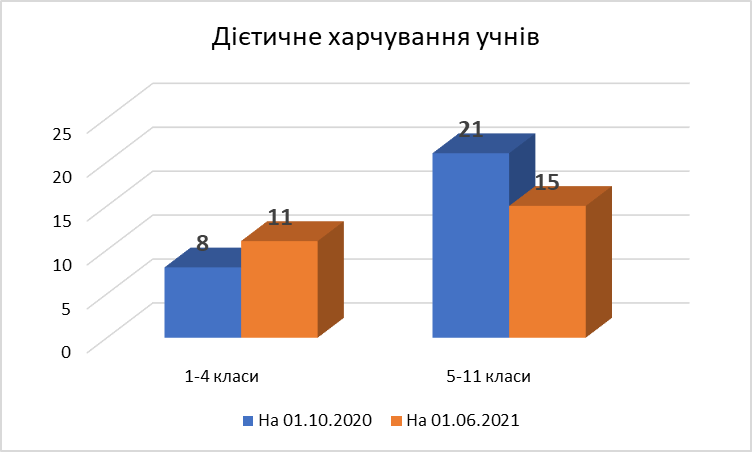 Дієтичне харчування учнів
25
20
15
10
5
0
8
11
21
15
1-4 класи
5-11 класи
На 01.10.2020
На 01.06.2021